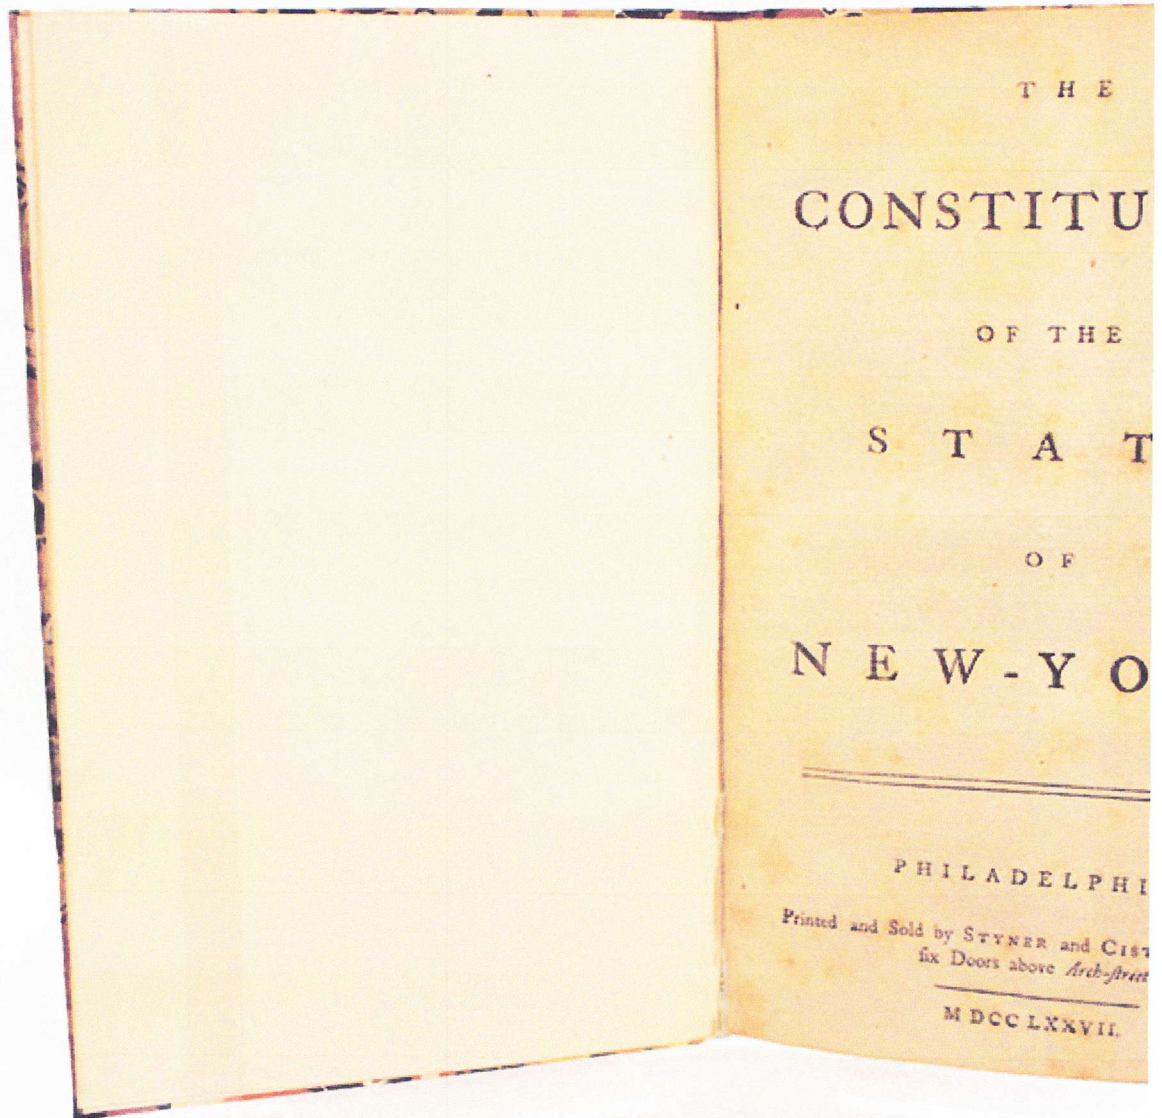 THE
CONSTITU
OF THE
STAT
OF
NEW-YO
PHILADELPHI
Printed and Sold by STYNER and CIST
ſix Doors above Arch-ſtreet
MDCCLXXVII.